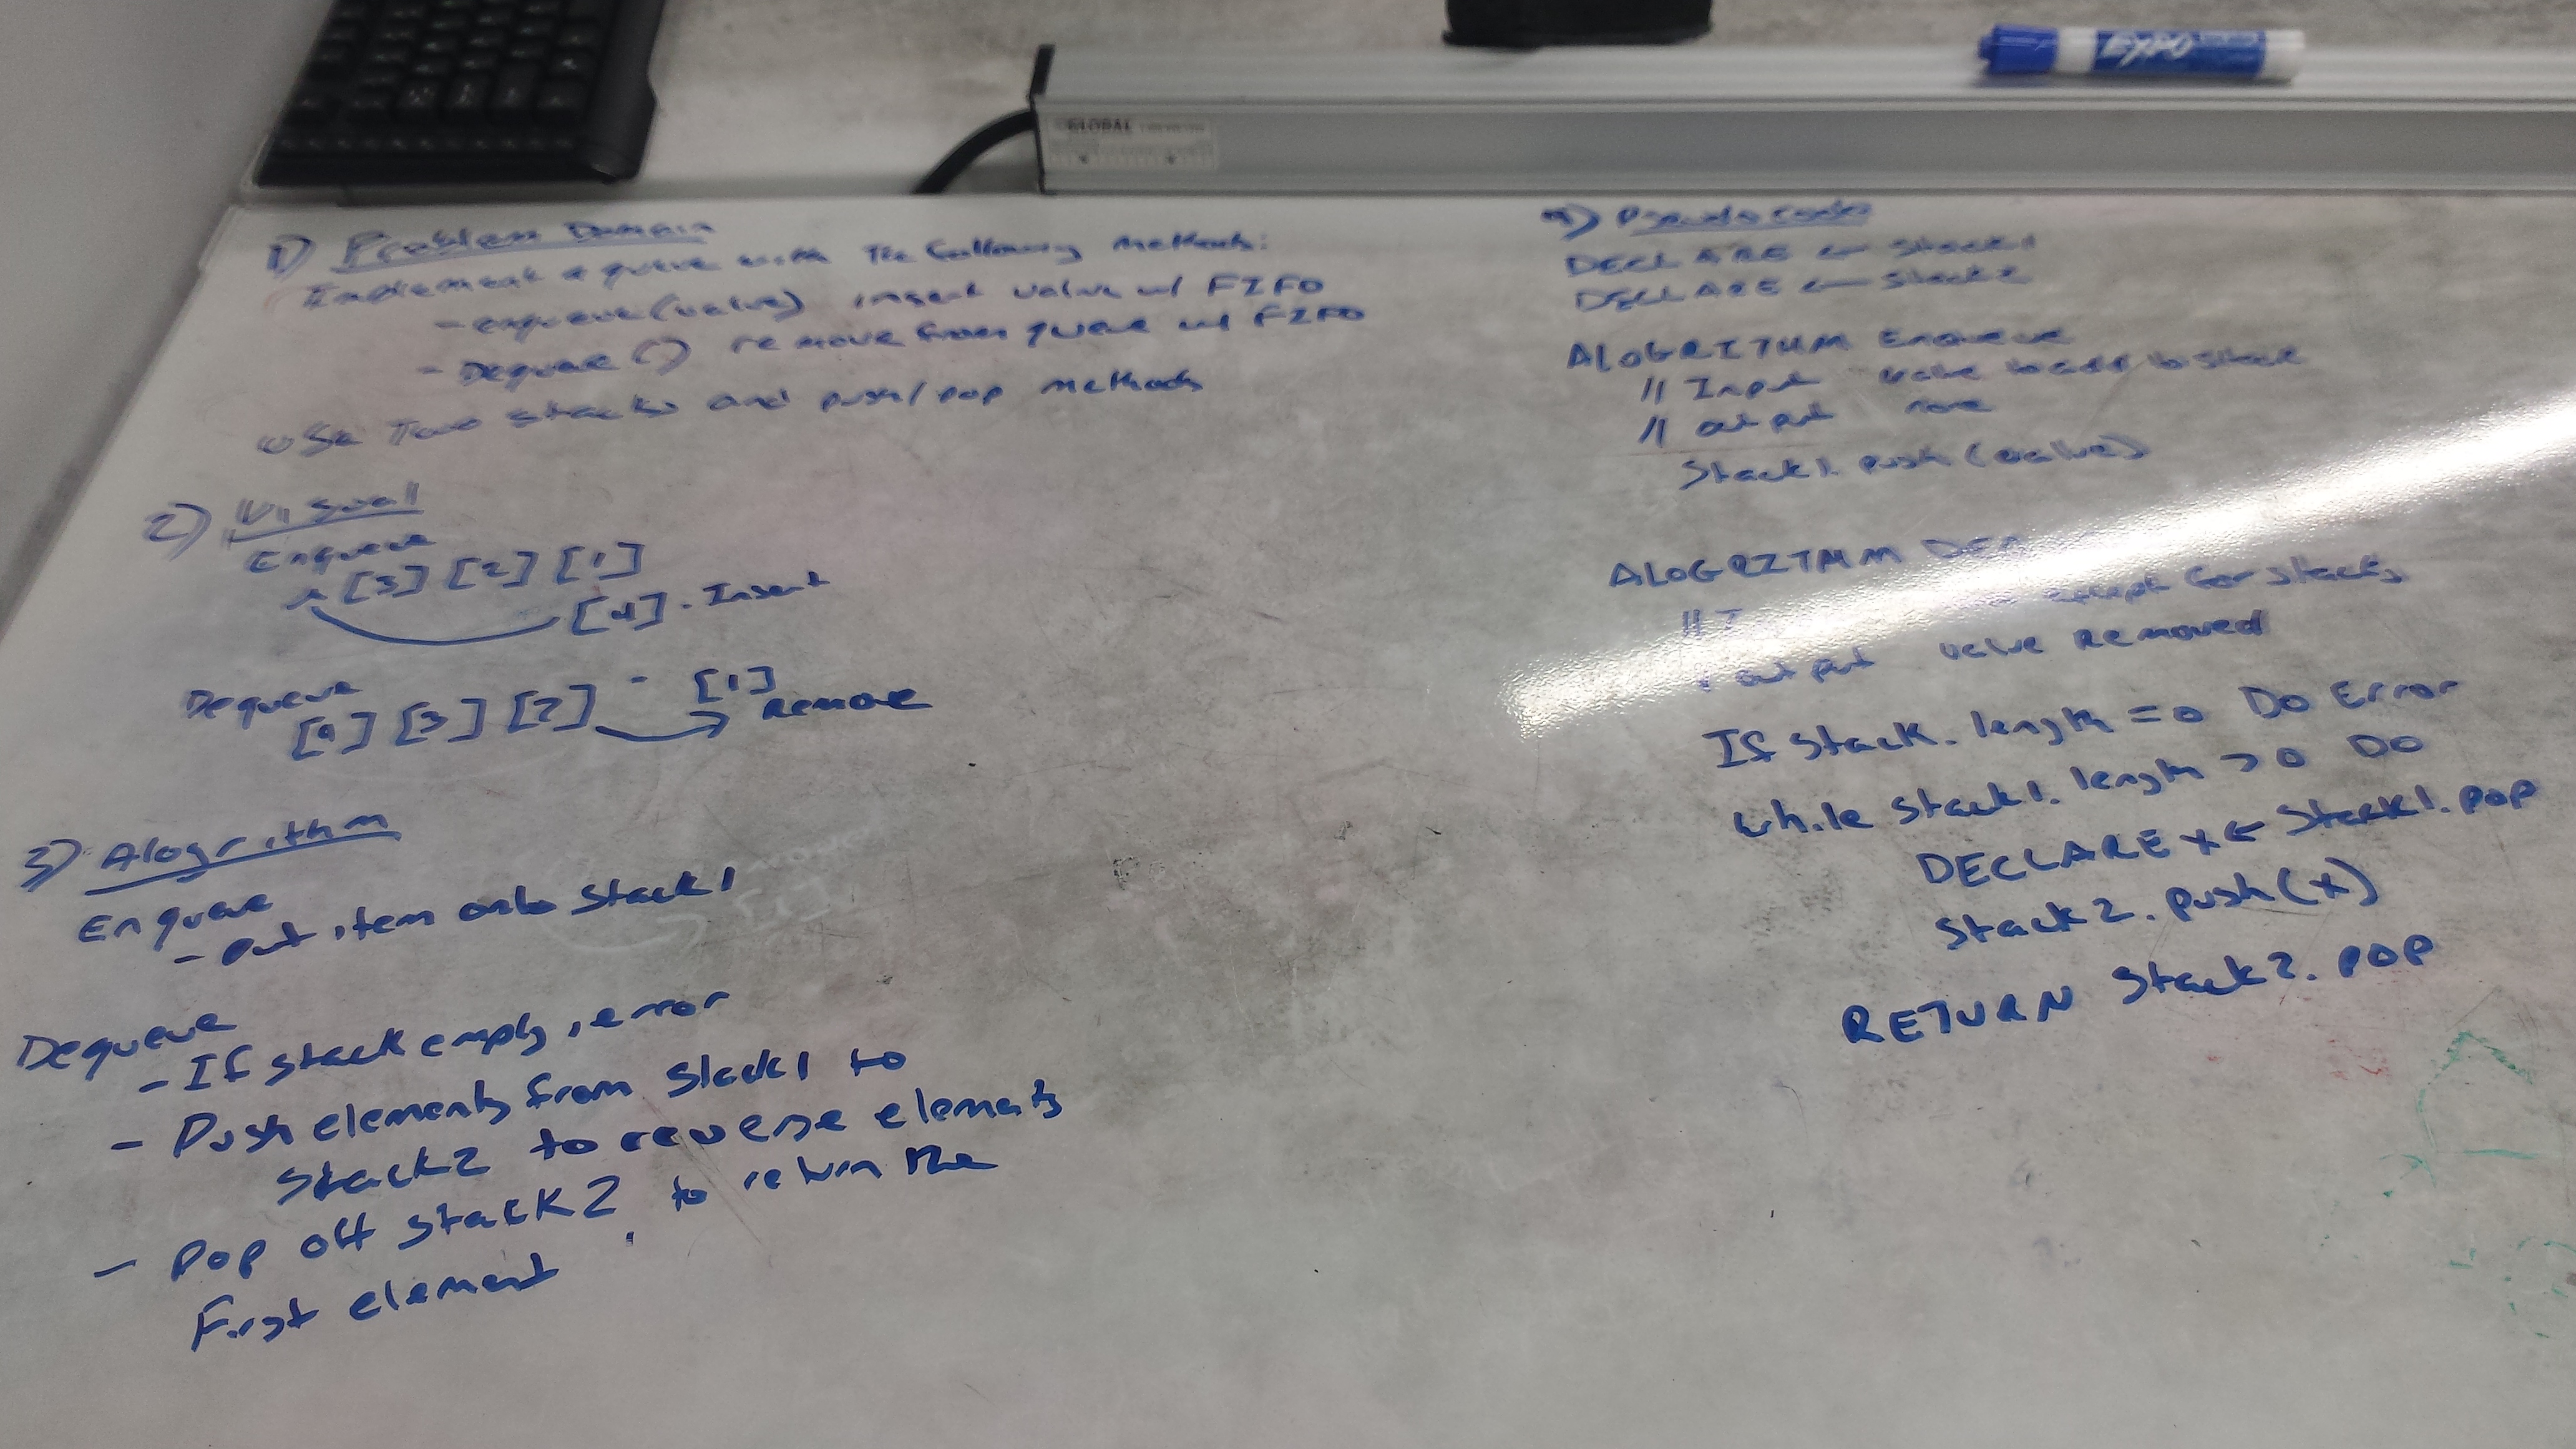 EXPO
GLOBAL
1) Problem Domain
Implement a queue with The following methods:
- enqueue(value) insert value w/ FIFO
- Dequeue () remove from queue w/ FIFO
Use Two stacks and push/pop methods
2) Visual
Enqueue
[3] [2] [1]
[4] - Insert
Dequeue
[4] [3] [2] - [1]
Remove
3) Alogrithm
Enqueue
- Put item onto Stack1
Dequeue
- If stack empty, error
- Push elements from Stack1 to
Stack2 to reverse elements
- Pop off stack2 to return the
First element
4) Pseudo code
DECLARE ← Stack1
DECLARE ← Stack2
ALOGRITHM Enqueue
// Input value to add to stack
// output none
Stack1. push (value)
ALOGRITHM
// except for stacks
output value Removed
If stack. length = 0 Do Error
while Stack1. length > 0 DO
DECLARE x ← Stack1. pop
Stack2. push(x)
RETURN Stack2. pop